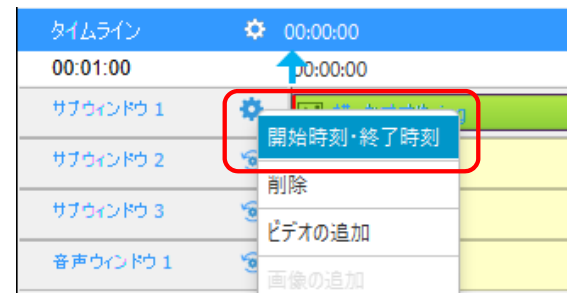 タイムライン 00:00:00
00:01:00 00:00:00
サブウィンドウ 1
開始時刻・終了時刻
サブウィンドウ 2
削除
サブウィンドウ 3
ビデオの追加
音声ウィンドウ 1
画像の追加